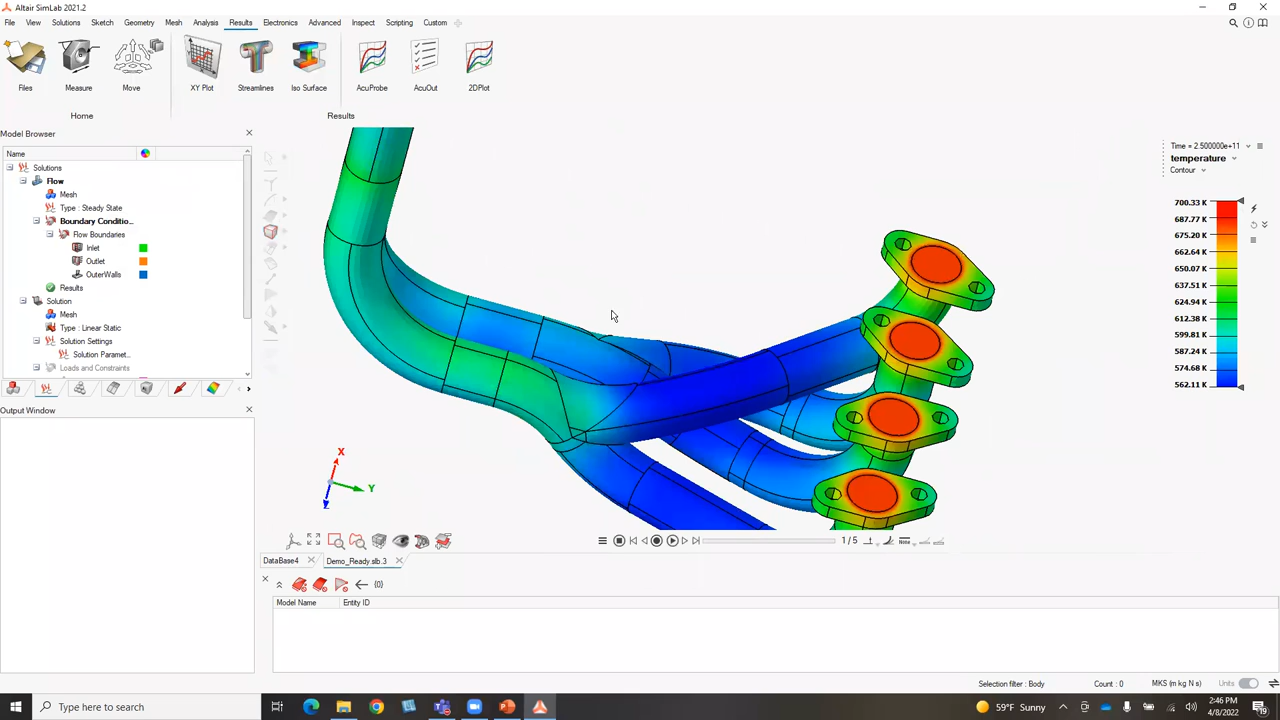 Altair SimLab 2021.2
File View Solutions Sketch Geometry Mesh Analysis Results Electronics Advanced Inspect Scripting Custom
Files Measure Move XY Plot Streamlines Iso Surface AcuProbe AcuOut 2DPlot
Home Results
Model Browser
Name
Solutions
Flow
Mesh
Type : Steady State
Boundary Conditio...
Flow Boundaries
Inlet
Outlet
OuterWalls
Results
Solution
Mesh
Type : Linear Static
Solution Settings
Solution Paramet...
Loads and Constraints
Output Window
Time = 2.500000e+11
temperature
Contour
700.33 K
687.77 K
675.20 K
662.64 K
650.07 K
637.51 K
624.94 K
612.38 K
599.81 K
587.24 K
574.68 K
562.11 K
X
Y
Z
1 / 5
None
DataBase4 Demo_Ready.slb.3
{0}
Model Name Entity ID
Selection filter : Body Count : 0 MKS (m kg N s) Units
Type here to search
59°F Sunny
2:46 PM
4/8/2022